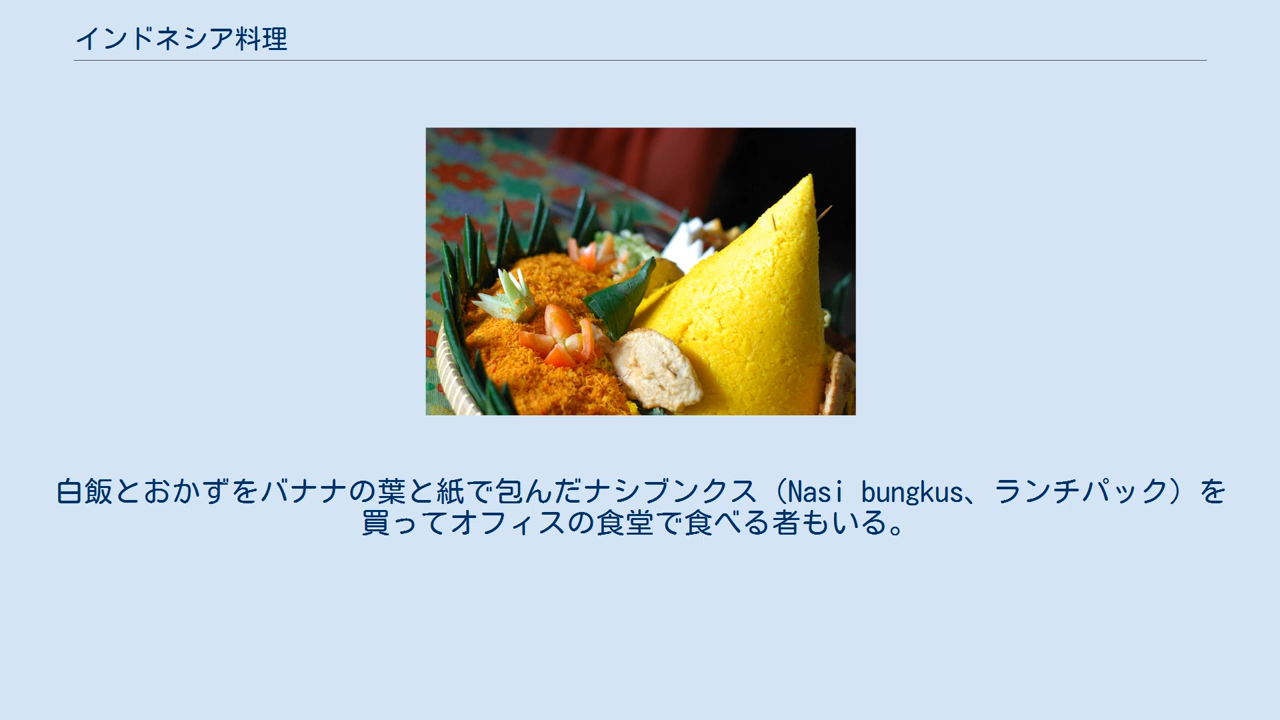 インドネシア料理
白飯とおかずをバナナの葉と紙で包んだナシブンクス（Nasi bungkus、ランチパック）を
買ってオフィスの食堂で食べる者もいる。